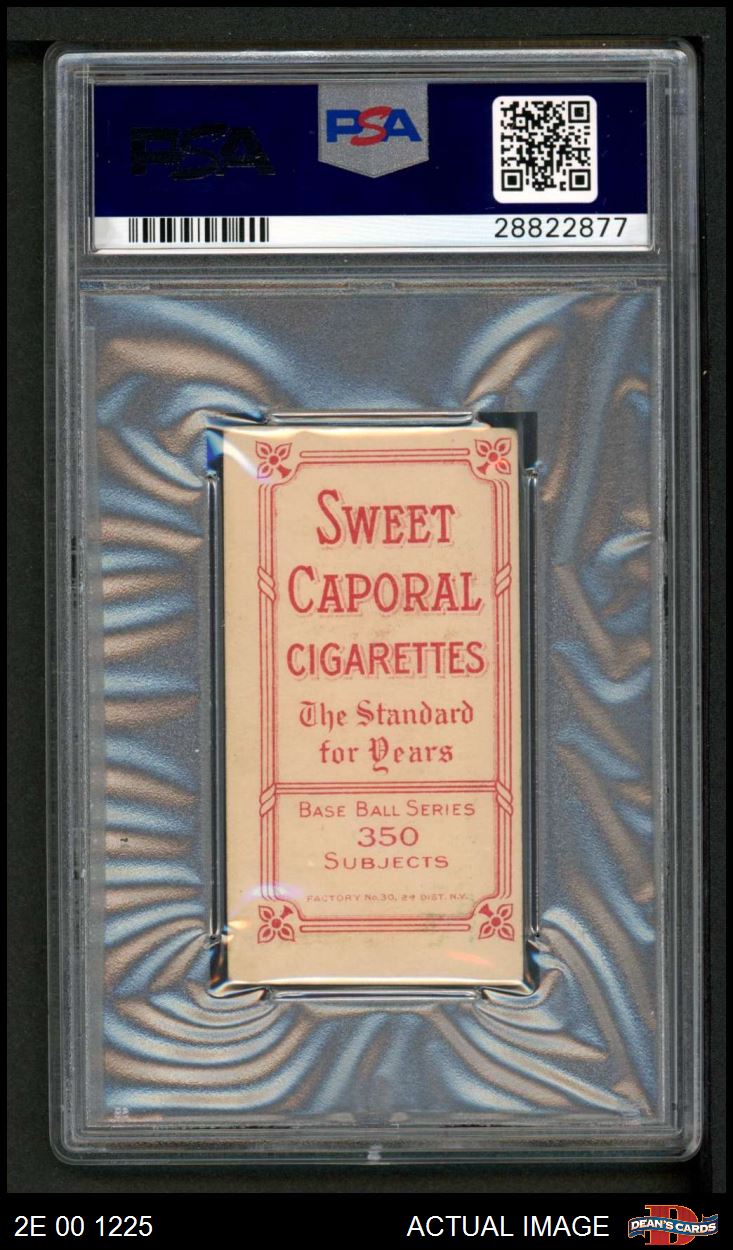 PSA PSA
28822877
SWEET
CAPORAL
CIGARETTES
The Standard
for Years
BASE BALL SERIES
350
SUBJECTS
FACTORY No. 30, 2d DIST. N.Y.
2E 00 1225 ACTUAL IMAGE DEAN'S CARDS